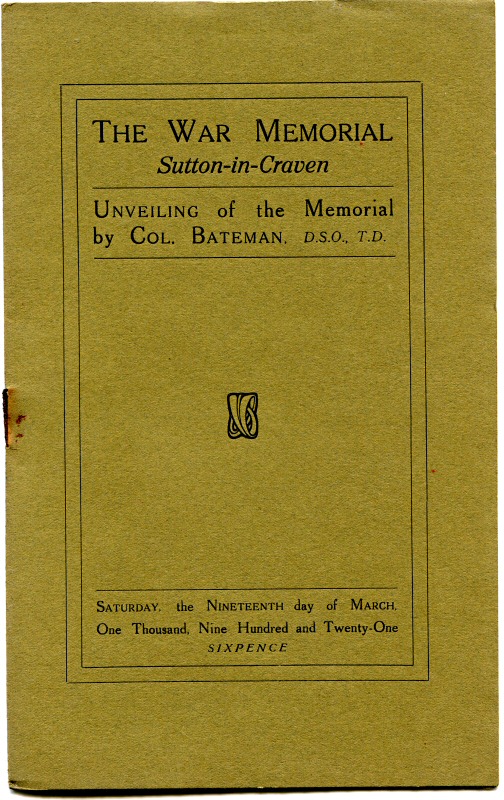 THE WAR MEMORIAL
Sutton-in-Craven
UNVEILING of the Memorial
by COL. BATEMAN, D.S.O., T.D.
SATURDAY, the NINETEENTH day of MARCH,
One Thousand, Nine Hundred and Twenty-One
SIXPENCE